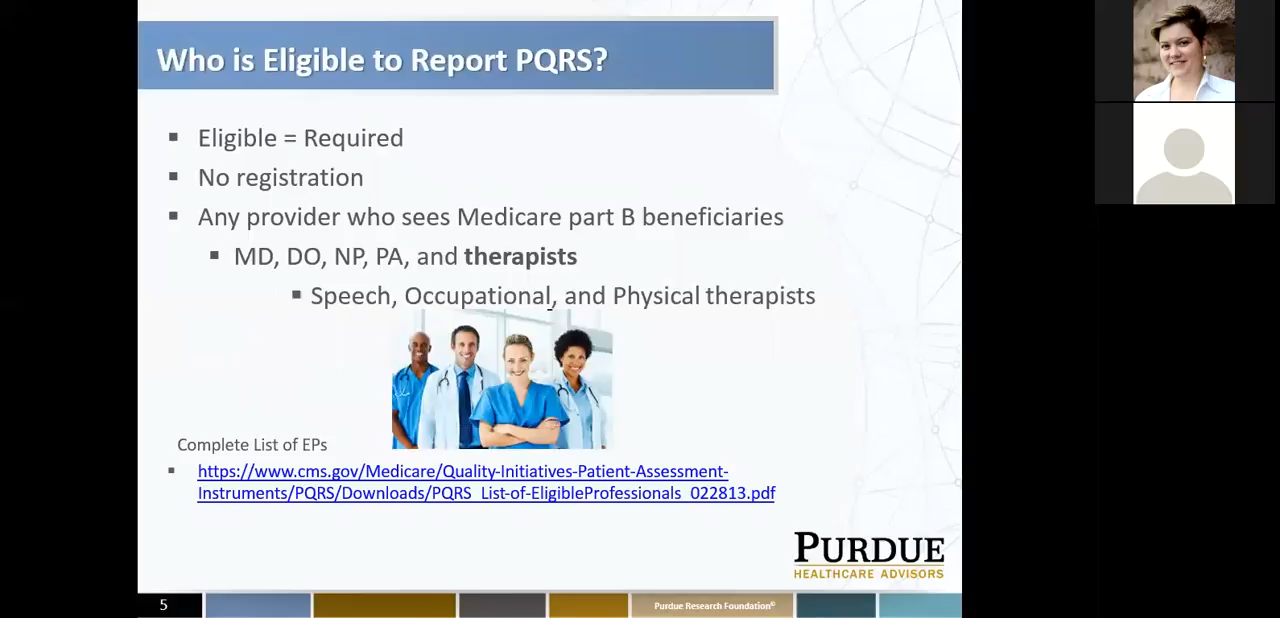 Who is Eligible to Report PQRS?
Eligible = Required
No registration
Any provider who sees Medicare part B beneficiaries
MD, DO, NP, PA, and therapists
Speech, Occupational, and Physical therapists
Complete List of EPs
https://www.cms.gov/Medicare/Quality-Initiatives-Patient-Assessment-
Instruments/PQRS/Downloads/PQRS_List-of-EligibleProfessionals_022813.pdf
PURDUE
HEALTHCARE ADVISORS
5
Purdue Research Foundation©